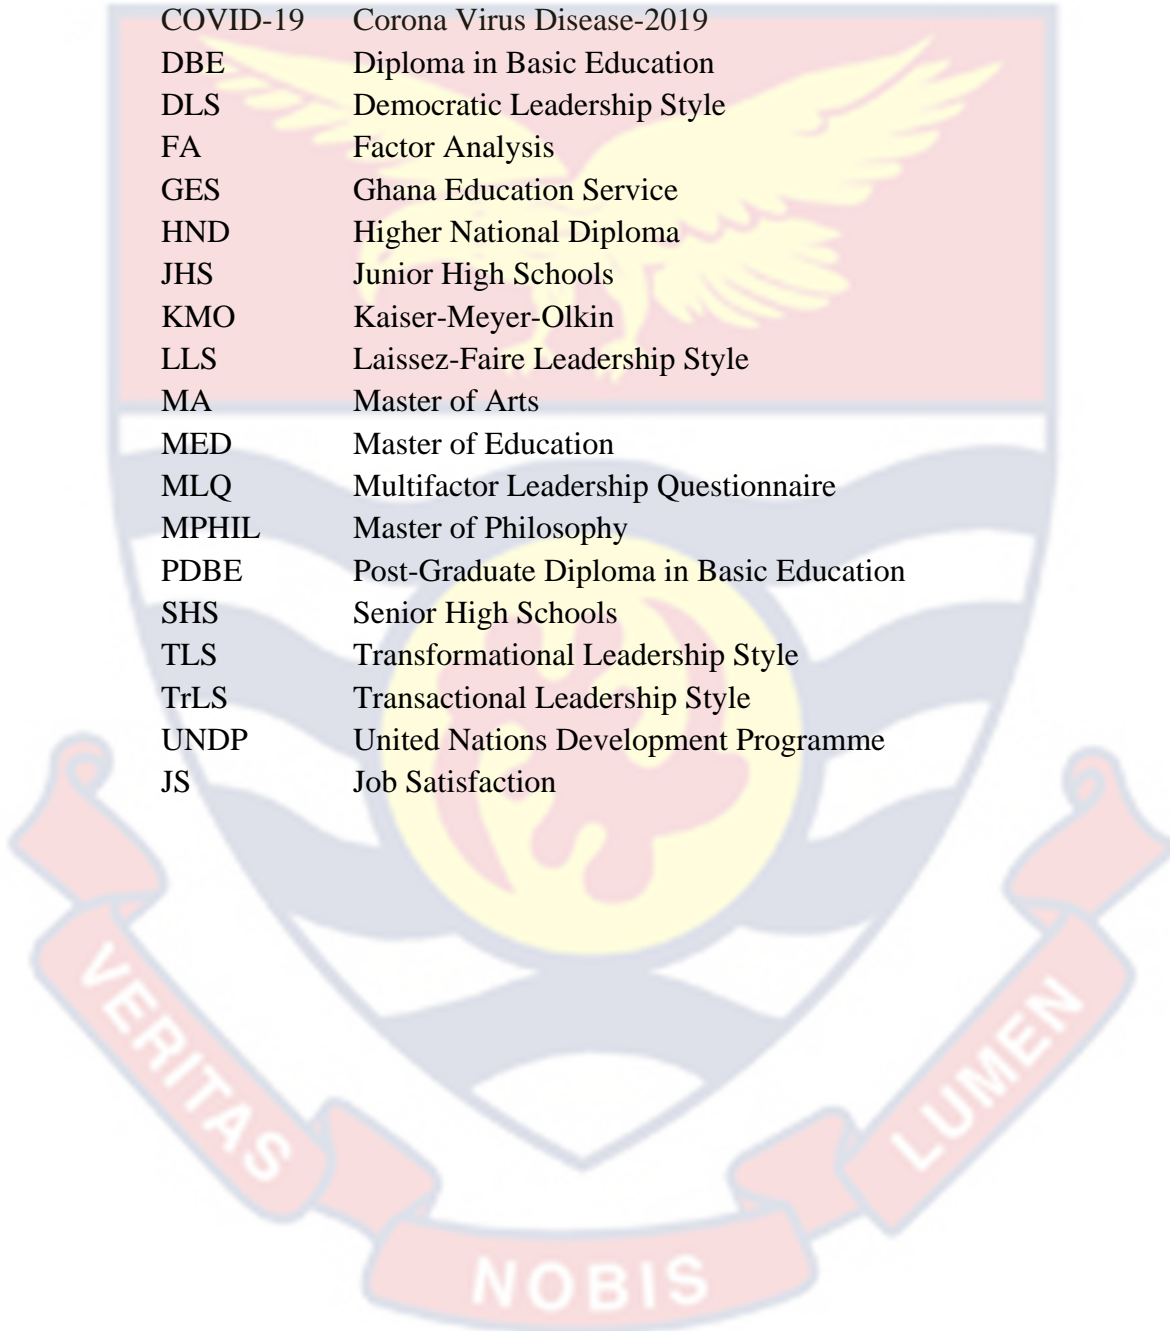 COVID-19 Corona Virus Disease-2019
DBE Diploma in Basic Education
DLS Democratic Leadership Style
FA Factor Analysis
GES Ghana Education Service
HND Higher National Diploma
JHS Junior High Schools
KMO Kaiser-Meyer-Olkin
LLS Laissez-Faire Leadership Style
MA Master of Arts
MED Master of Education
MLQ Multifactor Leadership Questionnaire
MPHIL Master of Philosophy
PDBE Post-Graduate Diploma in Basic Education
SHS Senior High Schools
TLS Transformational Leadership Style
TrLS Transactional Leadership Style
UNDP United Nations Development Programme
JS Job Satisfaction
VERITAS
NOBIS
LUMEN